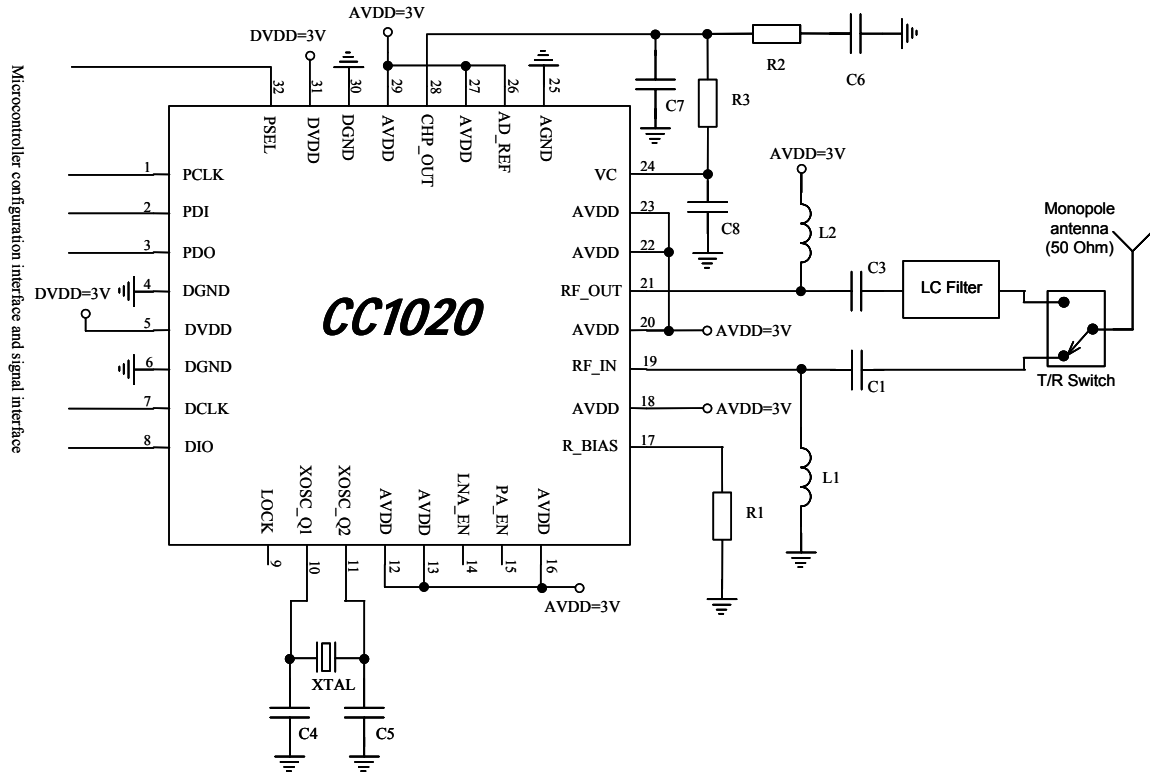 AVDD=3V
DVDD=3V
R2
C6
C7
R3
Microcontroller configuration interface and signal interface
32
31
30
29
28
27
26
25
PSEL
DVDD
DGND
AVDD
CHP_OUT
AVDD
AD_REF
AGND
1
PCLK
VC
24
AVDD=3V
2
PDI
AVDD
23
C8
L2
Monopole
antenna
(50 Ohm)
3
PDO
AVDD
22
DVDD=3V
4
DGND
RF_OUT
21
C3
LC Filter
CC1020
5
DVDD
AVDD
20
AVDD=3V
6
DGND
RF_IN
19
C1
T/R Switch
7
DCLK
AVDD
18
AVDD=3V
8
DIO
R_BIAS
17
L1
R1
LOCK
XOSC_Q1
XOSC_Q2
AVDD
AVDD
LNA_EN
PA_EN
AVDD
9
10
11
12
13
14
15
16
AVDD=3V
XTAL
C4
C5